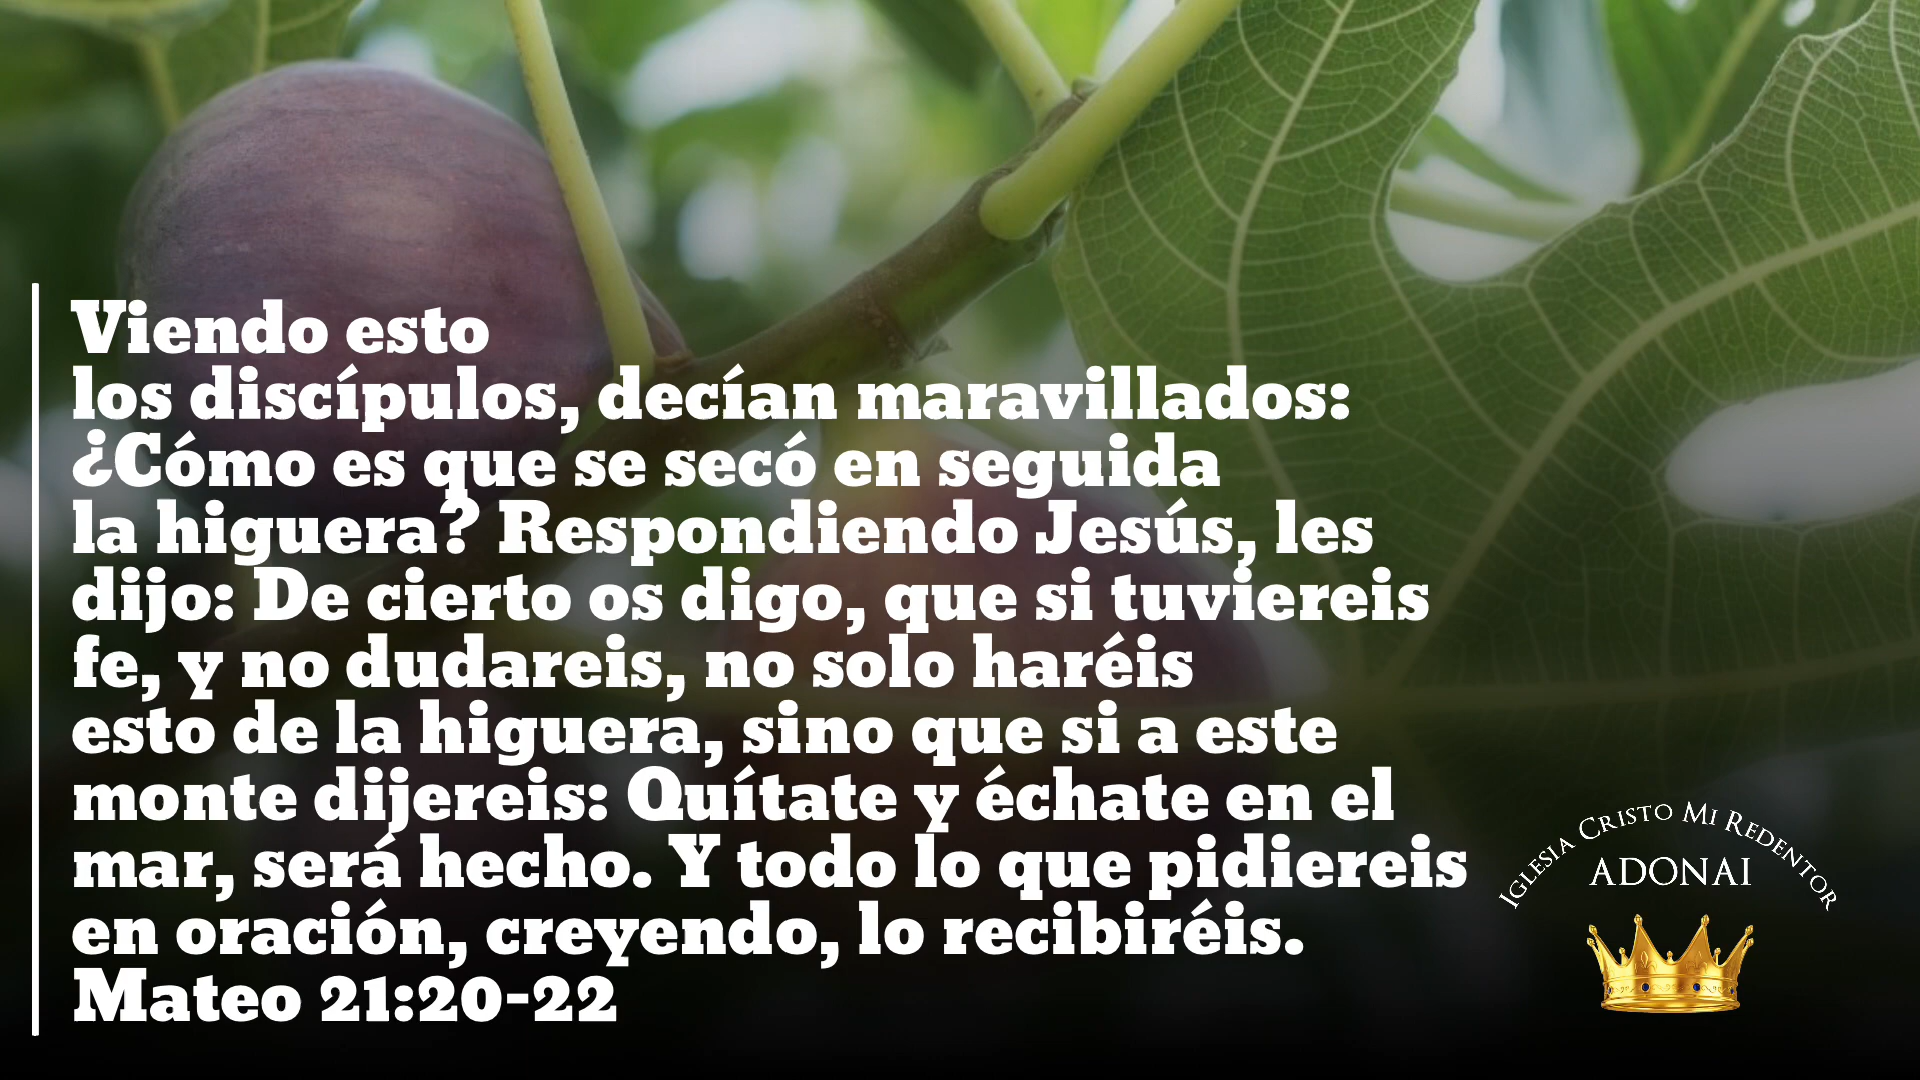 Viendo esto
los discípulos, decían maravillados:
¿Cómo es que se secó en seguida
la higuera? Respondiendo Jesús, les
dijo: De cierto os digo, que si tuviereis
fe, y no dudareis, no solo haréis
esto de la higuera, sino que si a este
monte dijereis: Quítate y échate en el
mar, será hecho. Y todo lo que pidiereis
en oración, creyendo, lo recibiréis.
Mateo 21:20-22
Iglesia Cristo Mi Redentor
ADONAI